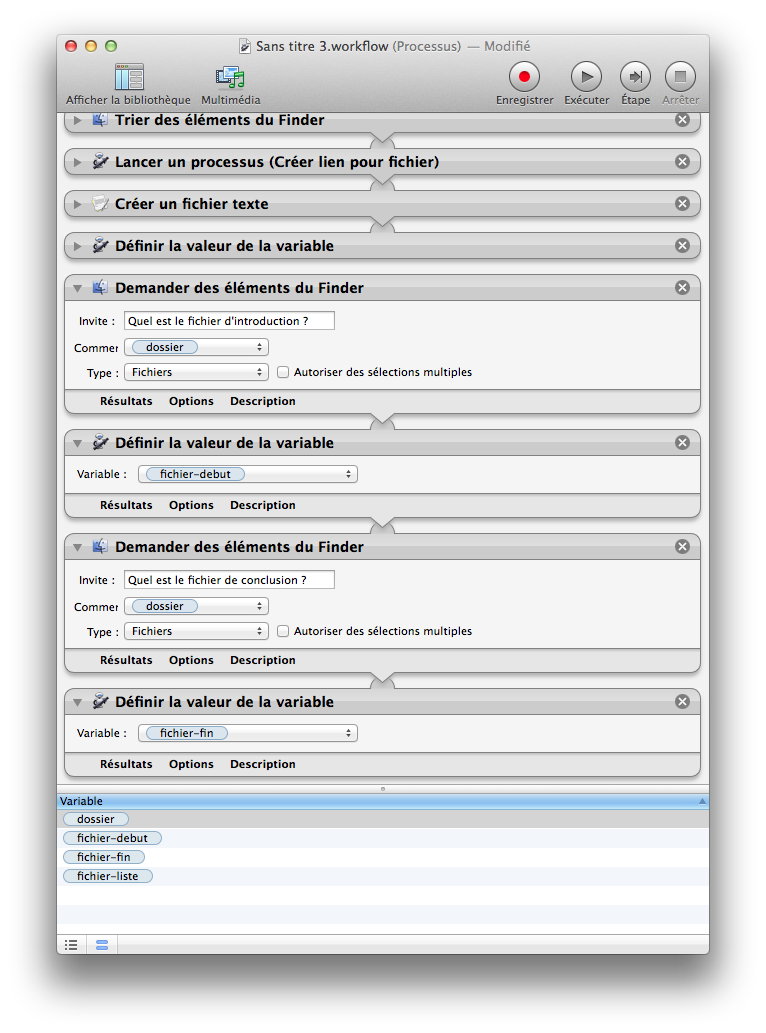 Sans titre 3.workflow (Processus) — Modifié
Afficher la bibliothèque Multimédia Enregistrer Exécuter Étape Arrêter
Trier des éléments du Finder
Lancer un processus (Créer lien pour fichier)
Créer un fichier texte
Définir la valeur de la variable
Demander des éléments du Finder
Invite : Quel est le fichier d'introduction ?
Commer dossier
Type : Fichiers Autoriser des sélections multiples
Résultats Options Description
Définir la valeur de la variable
Variable : fichier-debut
Résultats Options Description
Demander des éléments du Finder
Invite : Quel est le fichier de conclusion ?
Commer dossier
Type : Fichiers Autoriser des sélections multiples
Résultats Options Description
Définir la valeur de la variable
Variable : fichier-fin
Résultats Options Description
Variable
dossier
fichier-debut
fichier-fin
fichier-liste